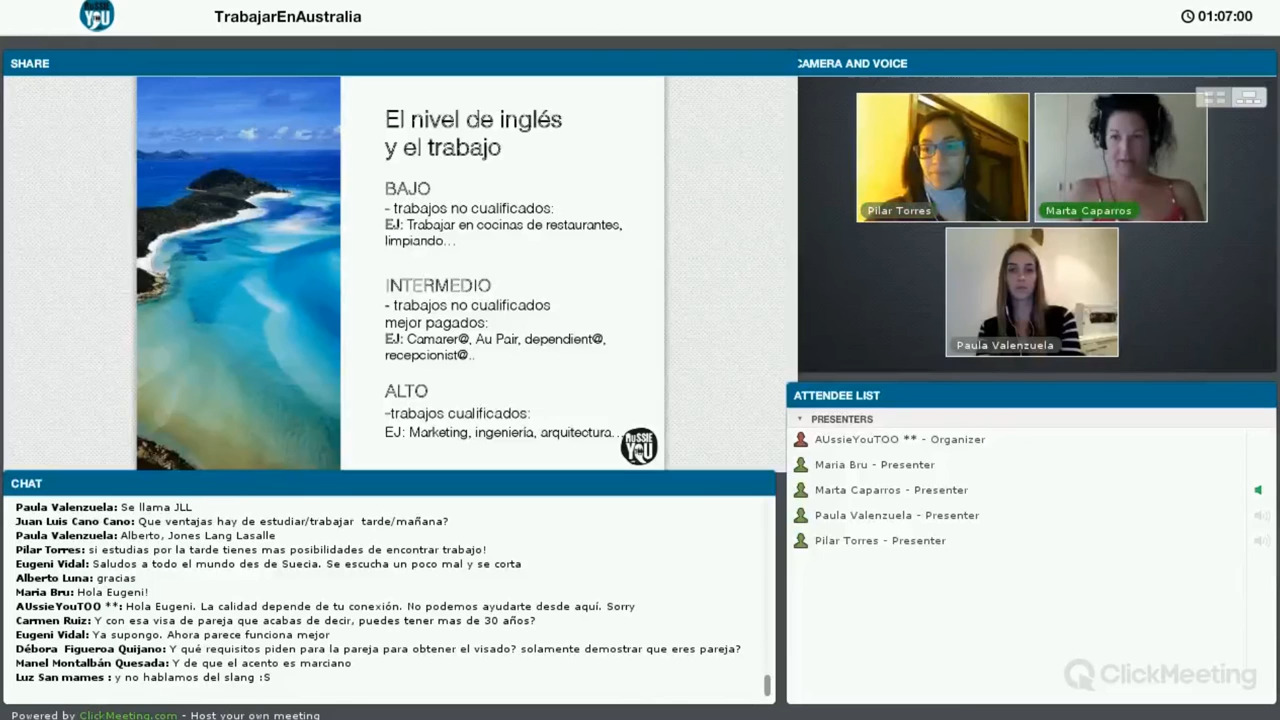 AUSSIE
YOU
TrabajarEnAustralia
01:07:00
SHARE
El nivel de inglés
y el trabajo
BAJO
- trabajos no cualificados:
EJ: Trabajar en cocinas de restaurantes,
limpiando...
INTERMEDIO
- trabajos no cualificados
mejor pagados:
EJ: Camarer@, Au Pair, dependient@,
recepcionist@..
ALTO
-trabajos cualificados:
EJ: Marketing, ingeniería, arquitectura...
AUSSIE
YOU
CAMERA AND VOICE
Pilar Torres
Marta Caparros
Paula Valenzuela
ATTENDEE LIST
PRESENTERS
AUssieYouTOO ** - Organizer
Maria Bru - Presenter
Marta Caparros - Presenter
Paula Valenzuela - Presenter
Pilar Torres - Presenter
CHAT
Paula Valenzuela: Se llama JLL
Juan Luis Cano Cano: Que ventajas hay de estudiar/trabajar tarde/mañana?
Paula Valenzuela: Alberto, Jones Lang Lasalle
Pilar Torres: si estudias por la tarde tienes mas posibilidades de encontrar trabajo!
Eugeni Vidal: Saludos a todo el mundo des de Suecia. Se escucha un poco mal y se corta
Alberto Luna: gracias
Maria Bru: Hola Eugeni!
AUssieYouTOO **: Hola Eugeni. La calidad depende de tu conexión. No podemos ayudarte desde aquí. Sorry
Carmen Ruiz: Y con esa visa de pareja que acabas de decir, puedes tener mas de 30 años?
Eugeni Vidal: Ya supongo. Ahora parece funciona mejor
Débora Figueroa Quijano: Y qué requisitos piden para la pareja para obtener el visado? solamente demostrar que eres pareja?
Manel Montalbán Quesada: Y de que el acento es marciano
Luz San mames : y no hablamos del slang :S
ClickMeeting
Powered by ClickMeeting.com - Host your own meeting